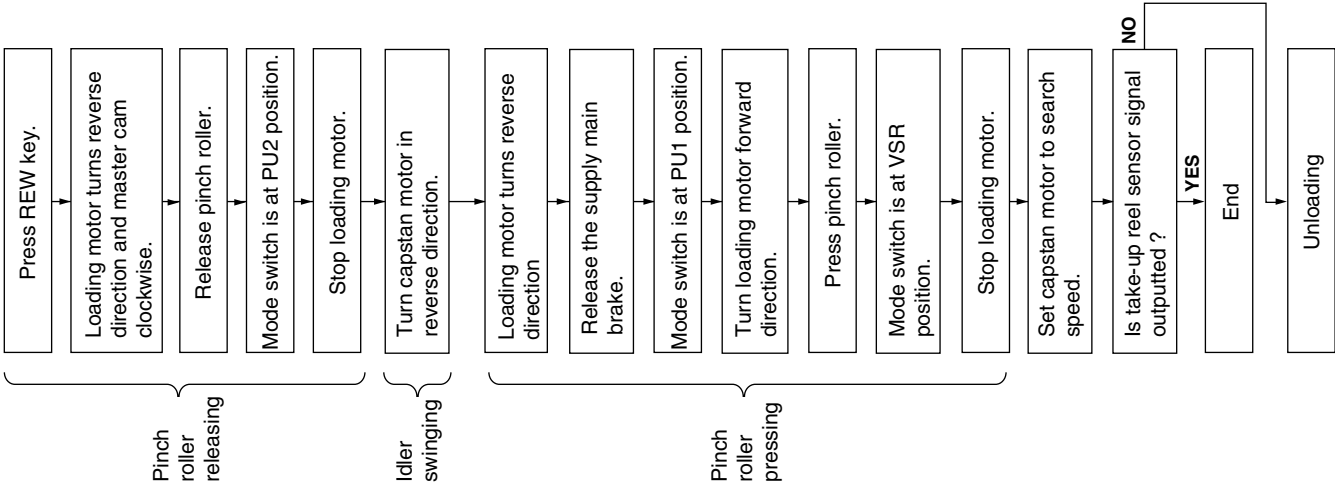 Press REW key.
Loading motor turns reverse
direction and master cam
clockwise.
Release pinch roller.
Mode switch is at PU2 position.
Stop loading motor.
Pinch
roller
releasing
Turn capstan motor in
reverse direction.
Idler
swinging
Loading motor turns reverse
direction
Release the supply main
brake.
Mode switch is at PU1 position.
Turn loading motor forward
direction.
Press pinch roller.
Mode switch is at VSR
position.
Stop loading motor.
Pinch
roller
pressing
Set capstan motor to search
speed.
Is take-up reel sensor signal
outputted ?
NO
YES
End
Unloading